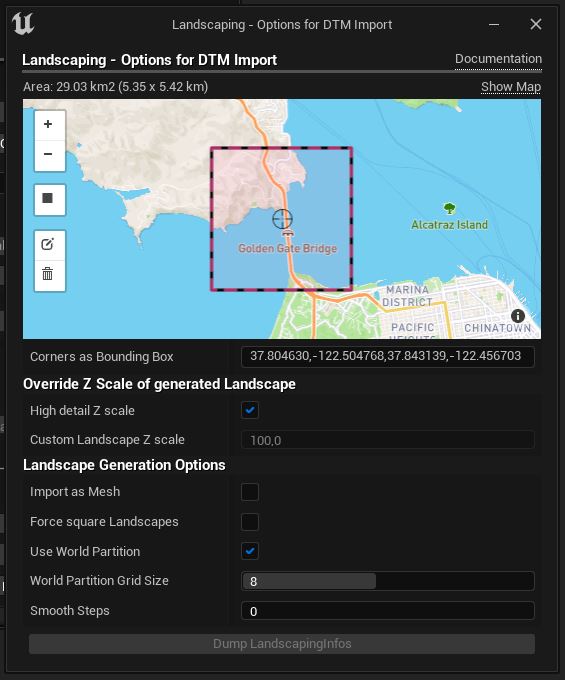 Landscaping - Options for DTM Import
Landscaping - Options for DTM Import Documentation
Area: 29.03 km2 (5.35 x 5.42 km) Show Map
Alcatraz Island
Golden Gate Bridge
MARINA
DISTRICT
PACIFIC
HEIGHTS
CHINATOWN
Corners as Bounding Box 37.804630,-122.504768,37.843139,-122.456703
Override Z Scale of generated Landscape
High detail Z scale
Custom Landscape Z scale 100,0
Landscape Generation Options
Import as Mesh
Force square Landscapes
Use World Partition
World Partition Grid Size 8
Smooth Steps 0
Dump LandscapingInfos